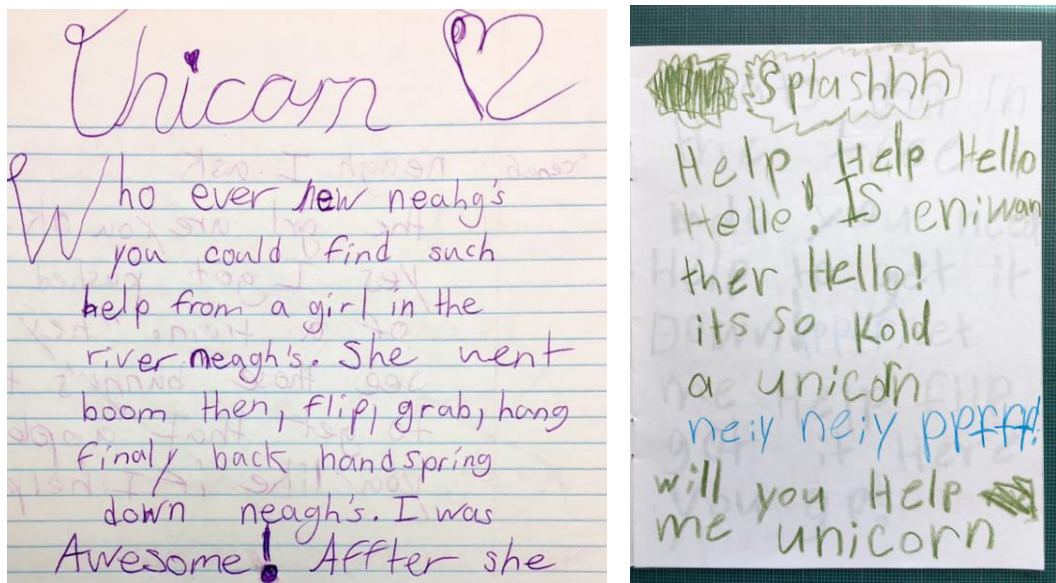 Unicorn
Who ever new neahg's
you could find such
help from a girl in the
river neagh's. She went
boom then, flip, grab, hang
finaly back handspring
down neagh's. I was
Awesome! Affter she
Splashhh
Help Help Hello
Helle! Is eniwan
ther Hello!
its so Kold
a unicorn
neiy neiy ppffff!
will you Help
me unicorn